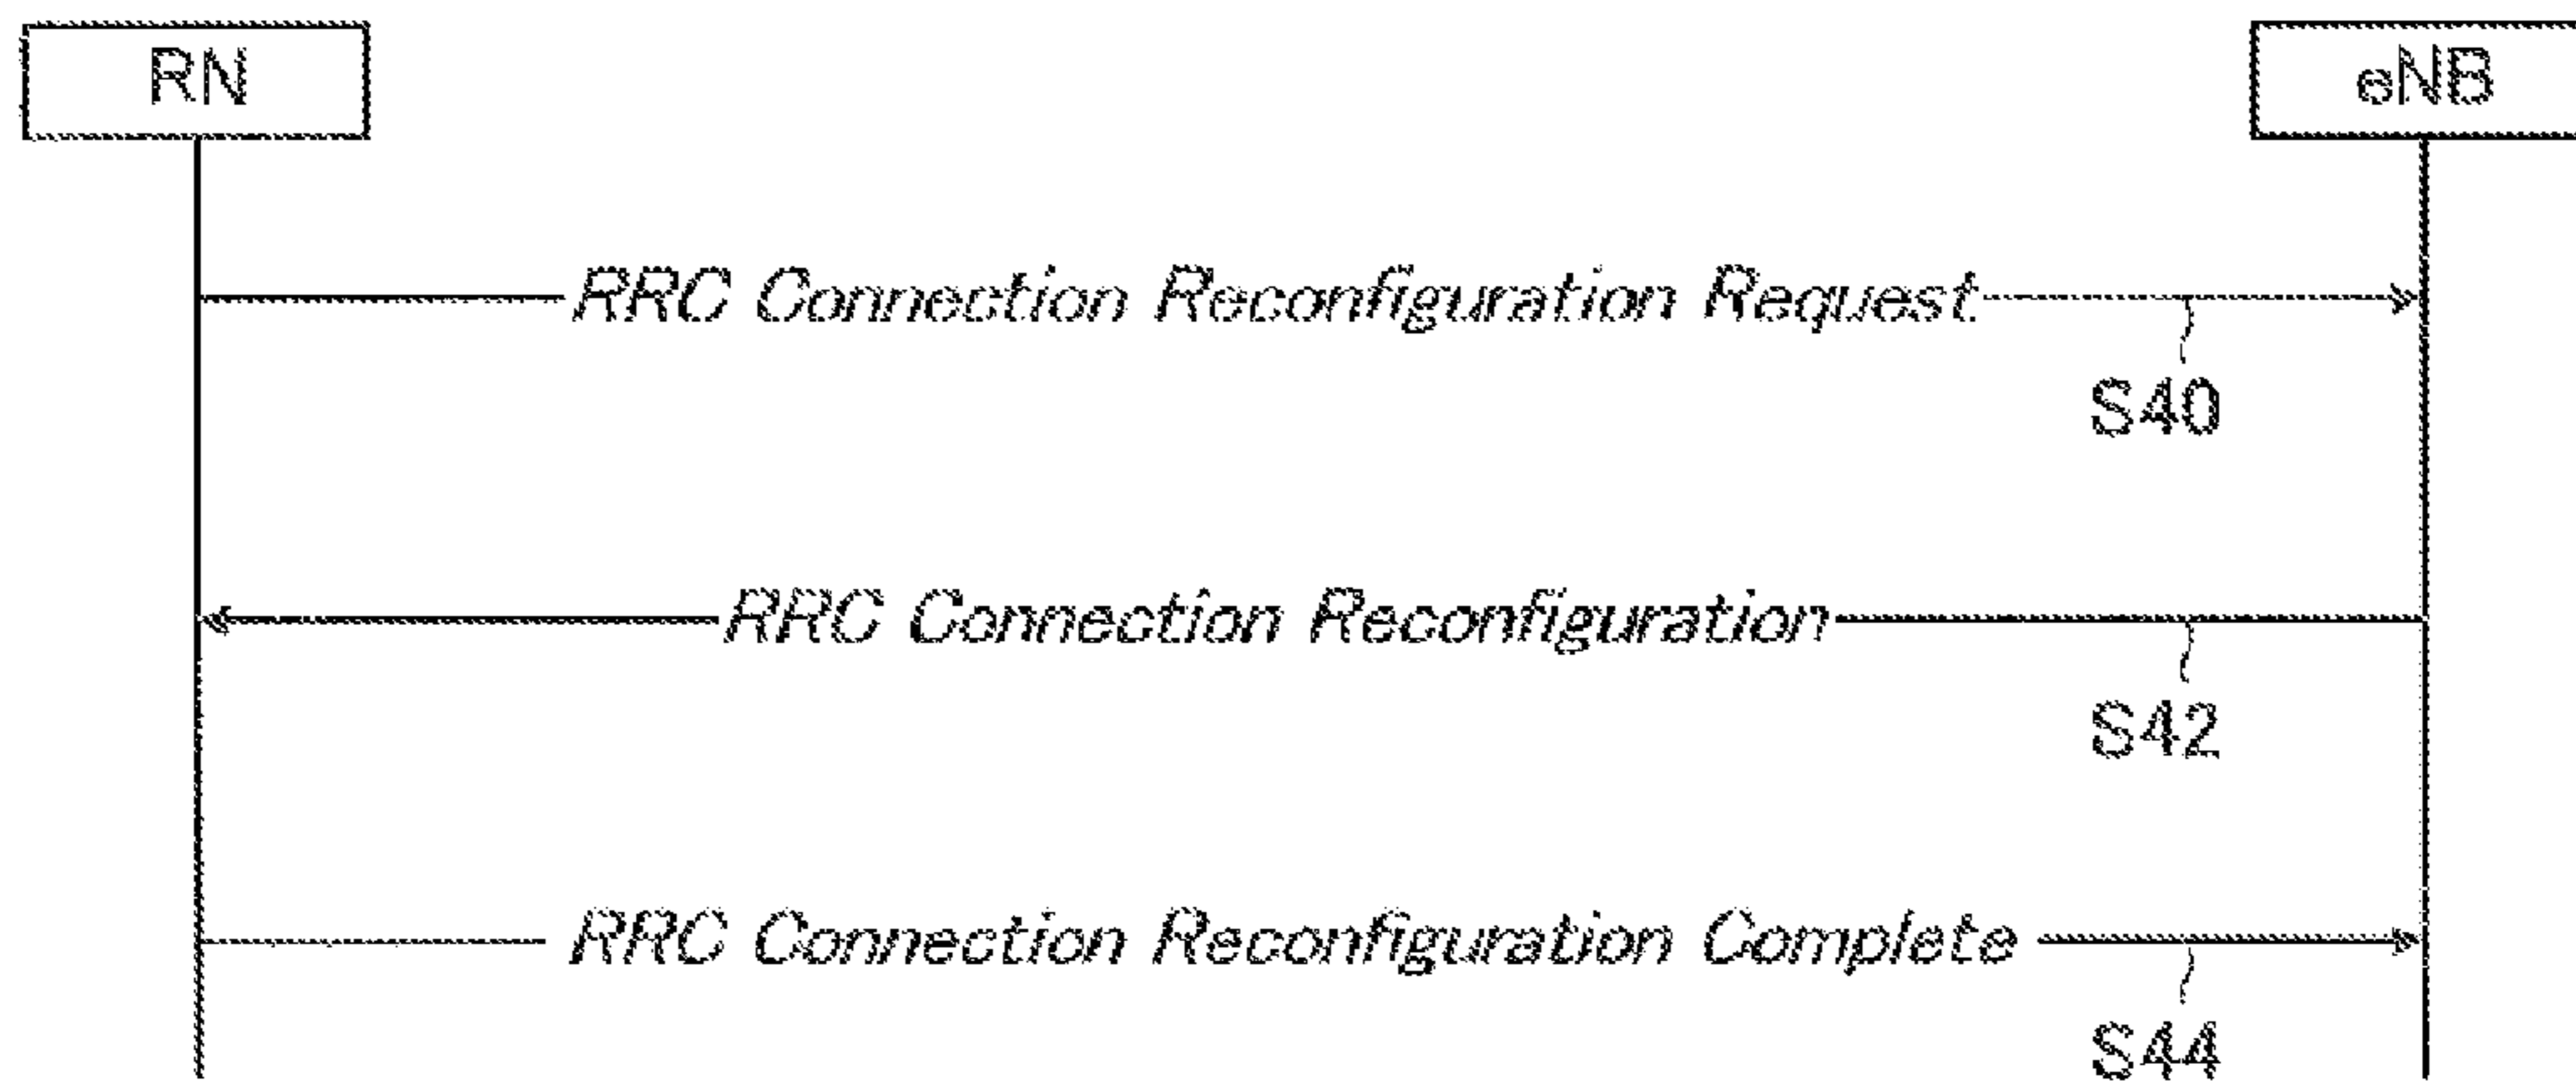 RN
eNB
RRC Connection Reconfiguration Request
S40
RRC Connection Reconfiguration
S42
RRC Connection Reconfiguration Complete
S44